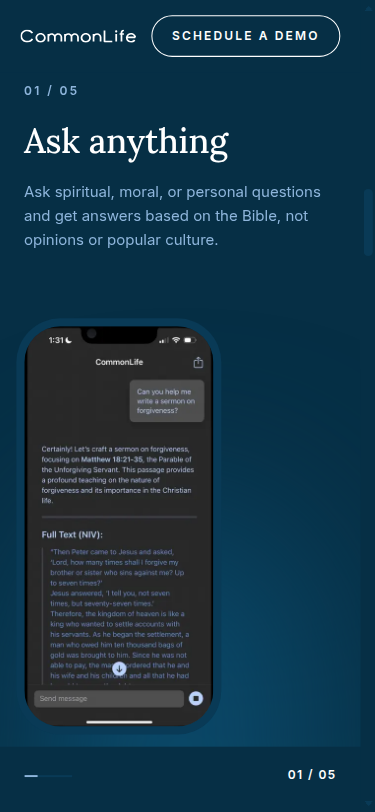 CommonLife
SCHEDULE A DEMO
01 / 05
Ask anything
Ask spiritual, moral, or personal questions
and get answers based on the Bible, not
opinions or popular culture.
1:31
CommonLife
Can you help me
write a sermon on
forgiveness?
Certainly! Let's craft a sermon on forgiveness,
focusing on Matthew 18:21-35, the Parable of
the Unforgiving Servant. This passage provides
a profound teaching on the nature of
forgiveness and its importance in the Christian
life.
Full Text (NIV):
"Then Peter came to Jesus and asked,
'Lord, how many times shall I forgive my
brother or sister who sins against me? Up
to seven times?'
Jesus answered, 'I tell you, not seven
times, but seventy-seven times.'
Therefore, the kingdom of heaven is like a
king who wanted to settle accounts with
his servants. As he began the settlement, a
man who owed him ten thousand bags of
gold was brought to him. Since he was not
able to pay, the ordered that he and
his wife and his and all that he had
Send message
01 / 05